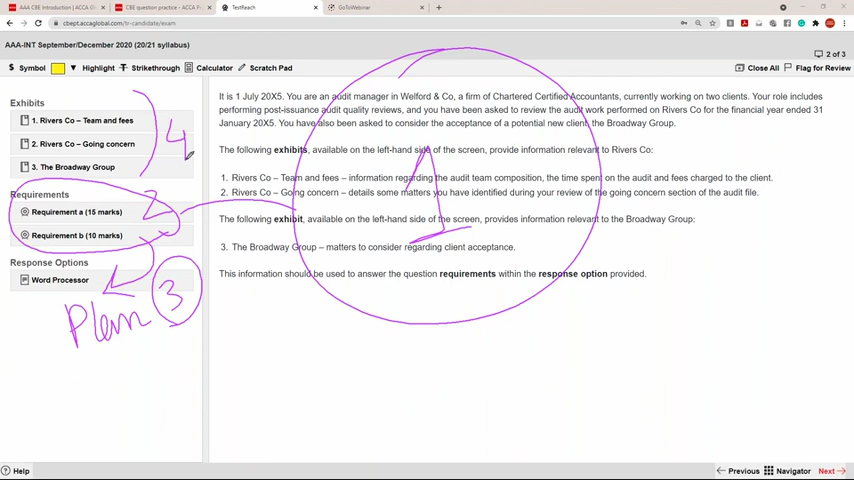 AAA CBE Introduction | ACCA G
CBE question practice | ACCA P
TestReach
GoToWebinar
cbept.accaglobal.com/tr-candidate/exam
AAA-INT September/December 2020 (20/21 syllabus)
2 of 3
$ Symbol
Highlight
Strikethrough
Calculator
Scratch Pad
Close All
Flag for Review
Exhibits
1. Rivers Co – Team and fees
2. Rivers Co – Going concern
3. The Broadway Group
4
Requirements
Requirement a (15 marks)
Requirement b (10 marks)
2
Response Options
Word Processor
Plan
3
It is 1 July 20X5. You are an audit manager in Welford & Co, a firm of Chartered Certified Accountants, currently working on two clients. Your role includes
performing post-issuance audit quality reviews, and you have been asked to review the audit work performed on Rivers Co for the financial year ended 31
January 20X5. You have also been asked to consider the acceptance of a potential new client, the Broadway Group.
The following exhibits, available on the left-hand side of the screen, provide information relevant to Rivers Co:
1. Rivers Co – Team and fees – information regarding the audit team composition, the time spent on the audit and fees charged to the client.
2. Rivers Co – Going concern – details some matters you have identified during your review of the going concern section of the audit file.
The following exhibit, available on the left-hand side of the screen, provides information relevant to the Broadway Group:
3. The Broadway Group – matters to consider regarding client acceptance.
This information should be used to answer the question requirements within the response option provided.
1
Help
Previous
Navigator
Next